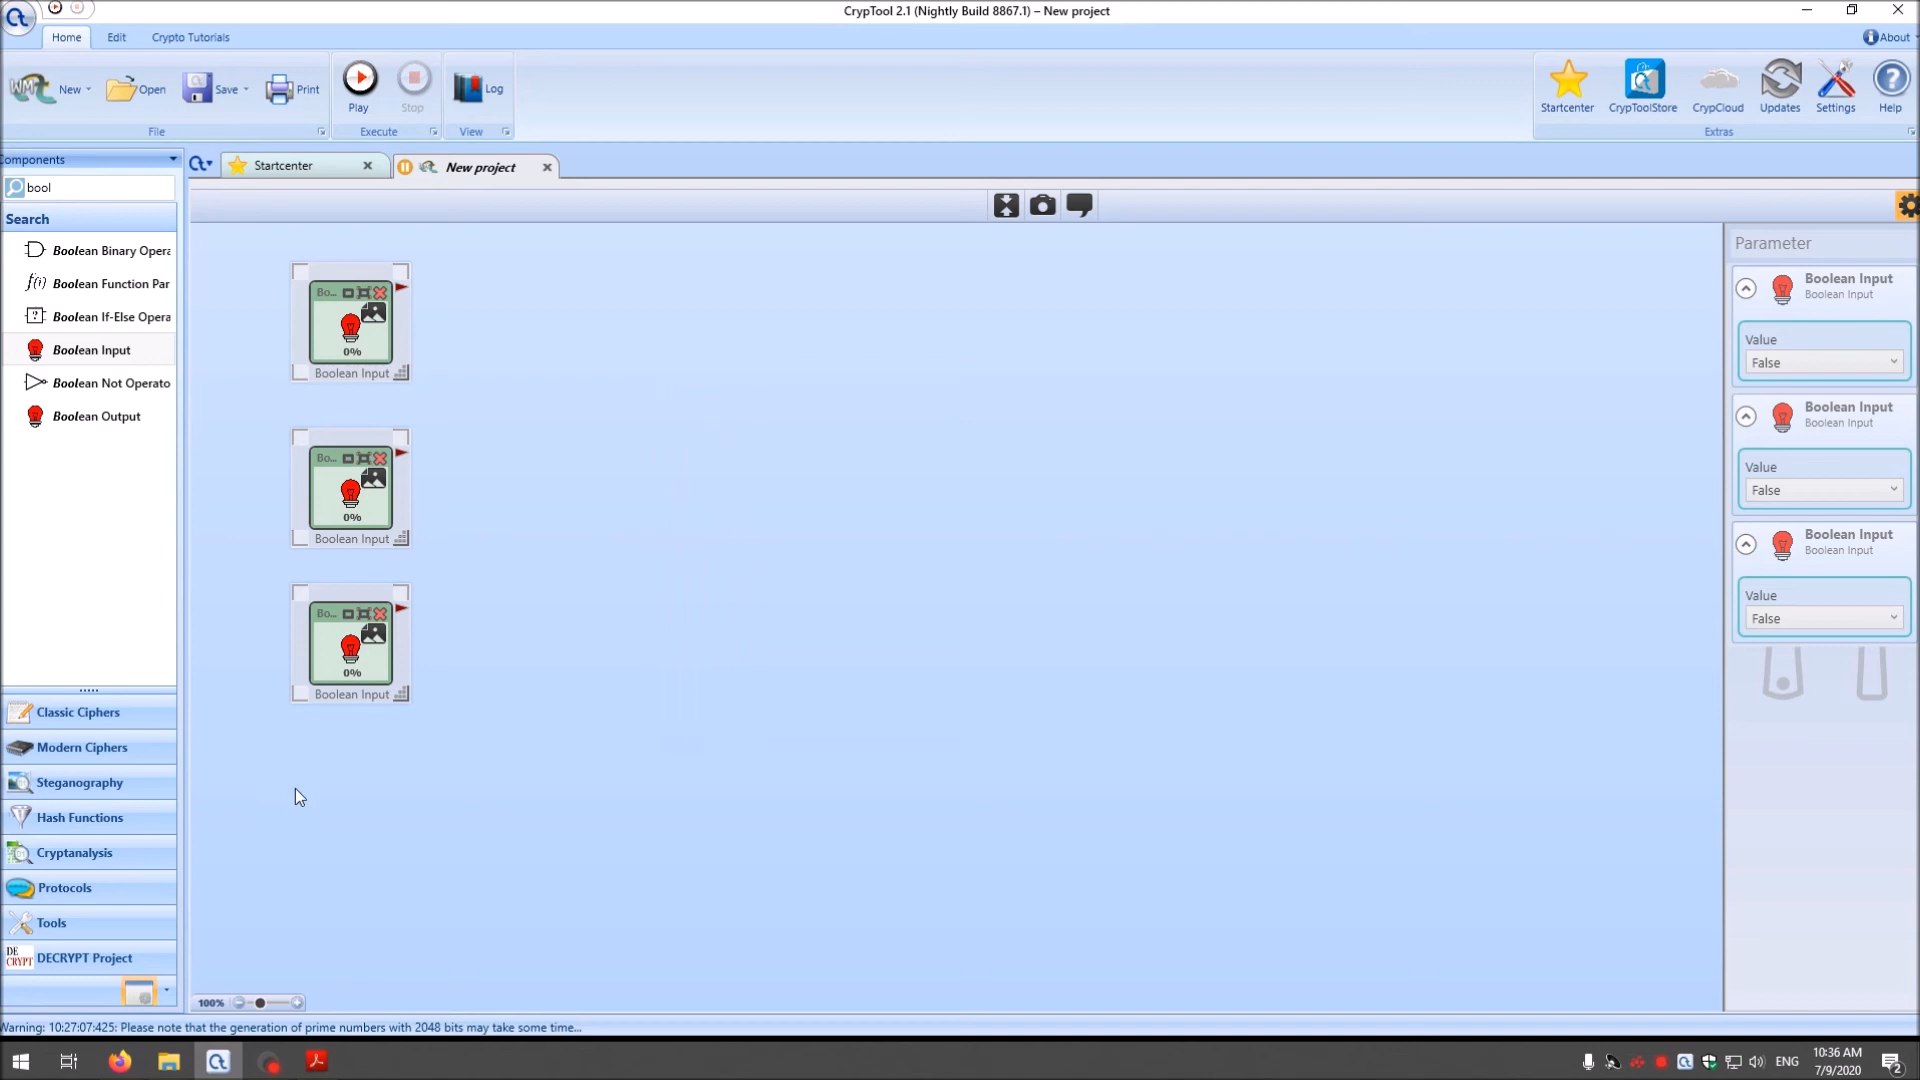 CrypTool 2.1 (Nightly Build 8867.1) – New project
Home Edit Crypto Tutorials
About
New Open Save Print
Play Stop
Log
Startcenter CrypToolStore CrypCloud Updates Settings Help
File Execute View Extras
Components
Startcenter New project
bool
Search
Boolean Binary Opera
Boolean Function Par
Boolean If-Else Opera
Boolean Input
Boolean Not Operato
Boolean Output
Classic Ciphers
Modern Ciphers
Steganography
Hash Functions
Cryptanalysis
Protocols
Tools
DE CRYPT DECRYPT Project
Bo...
0%
Boolean Input
Bo...
0%
Boolean Input
Bo...
0%
Boolean Input
Parameter
Boolean Input
Boolean Input
Value
False
Boolean Input
Boolean Input
Value
False
Boolean Input
Boolean Input
Value
False
100%
Warning: 10:27:07:425: Please note that the generation of prime numbers with 2048 bits may take some time...
ENG
10:36 AM
7/9/2020
2